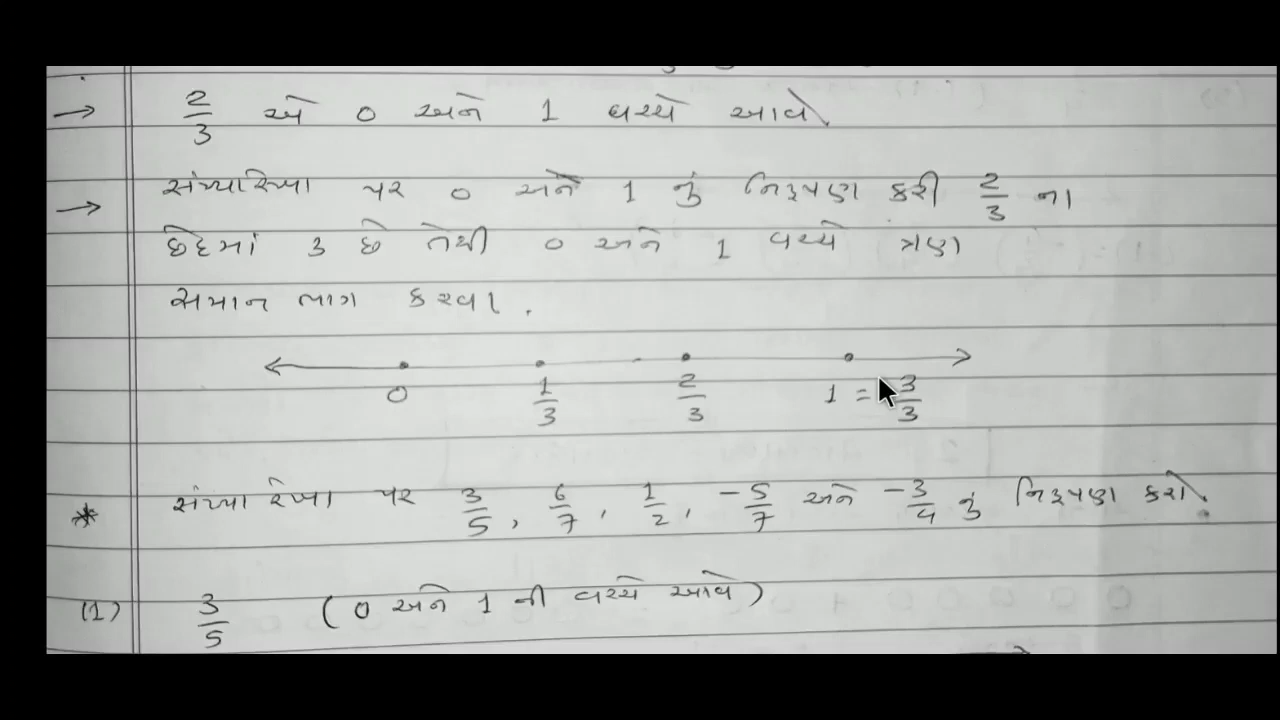 → 2/3 એ 0 અને 1 વચ્ચે આવે.
→ સંખ્યારેખા પર 0 અને 1 નું નિરૂપણ કરી 2/3 ના
છેદમાં 3 છે તેથી 0 અને 1 વચ્ચે ત્રણ
સમાન ભાગ કરવા.
0 1/3 2/3 1 = 3/3
* સંખ્યા રેખા પર 3/5, 6/7, 1/2, -5/7 અને -3/4 નું નિરૂપણ કરો.
(1) 3/5 (0 અને 1 ની વચ્ચે આવે)